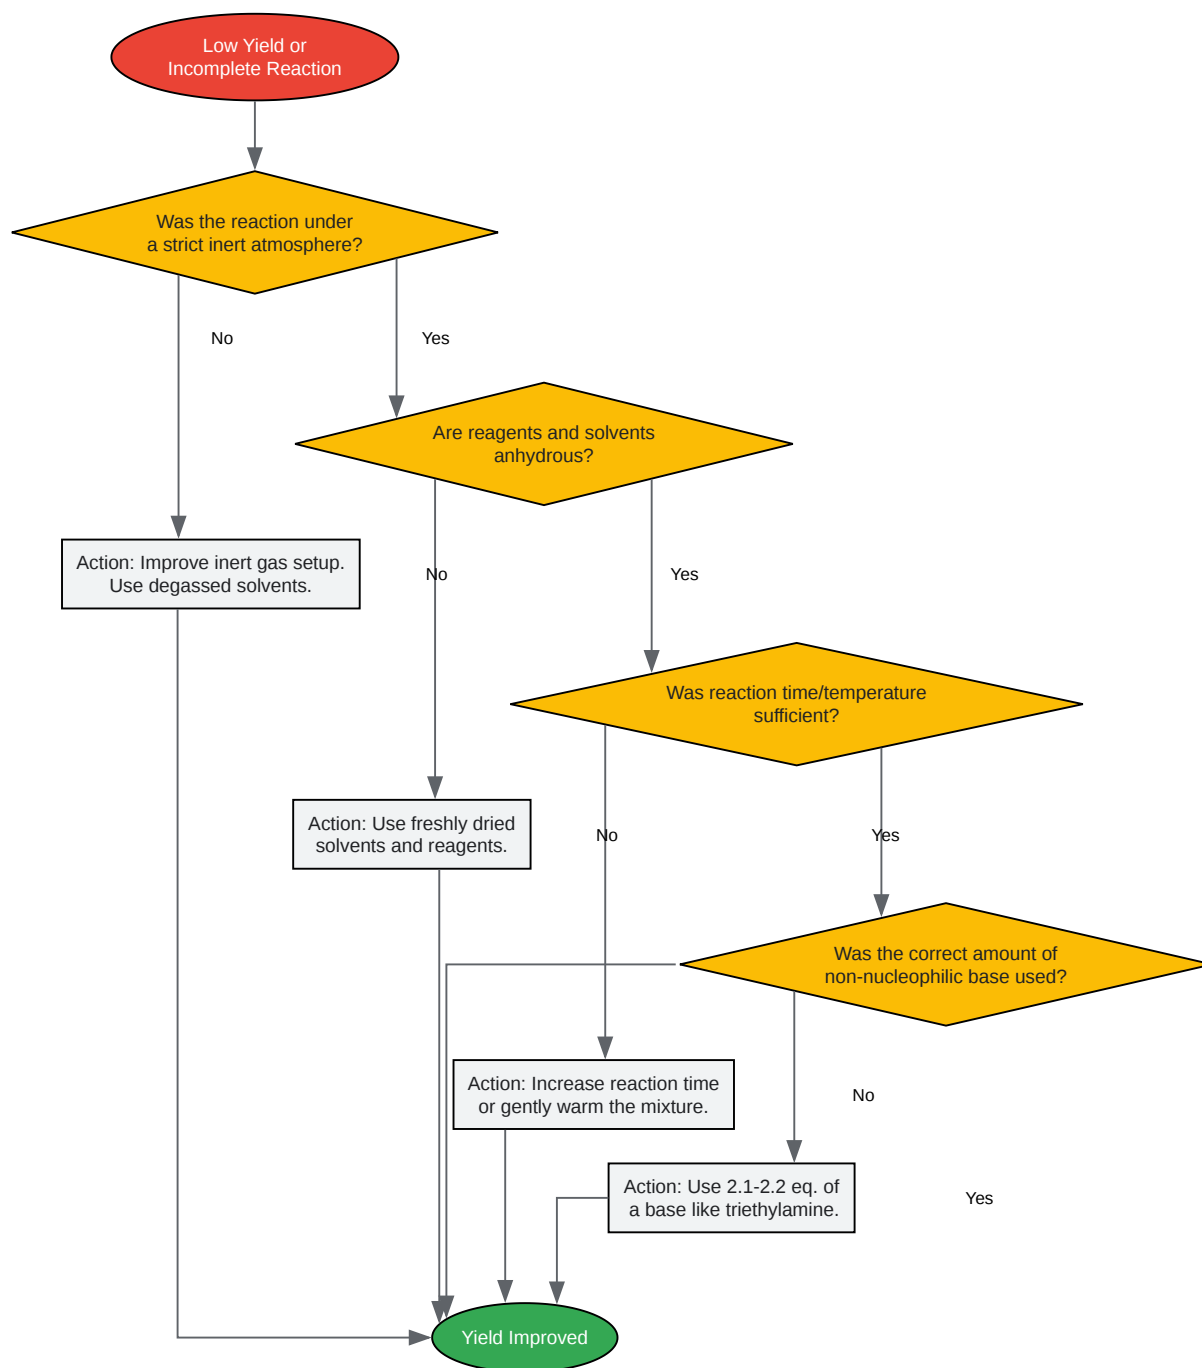 Low Yield or
Incomplete Reaction
Was the reaction under
a strict inert atmosphere?
No
Yes
Are reagents and solvents
anhydrous?
Action: Improve inert gas setup.
Use degassed solvents.
No
Yes
Was reaction time/temperature
sufficient?
Action: Use freshly dried
solvents and reagents.
No
Yes
Was the correct amount of
non-nucleophilic base used?
Action: Increase reaction time
or gently warm the mixture.
No
Action: Use 2.1-2.2 eq. of
a base like triethylamine.
Yes
Yield Improved